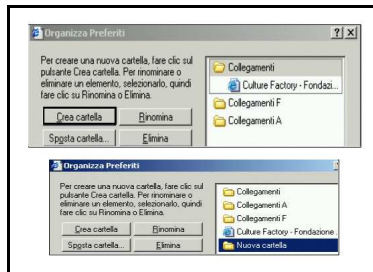 Organizza Preferiti
Per creare una nuova cartella, fare clic sul
pulsante Crea cartella. Per rinominare o
eliminare un elemento, selezionarlo, quindi
fare clic su Rinomina o Elimina.
Crea cartella
Rinomina
Sposta cartella...
Elimina
Collegamenti
Culture Factory - Fondazi...
Collegamenti F
Collegamenti A
Organizza Preferiti
Per creare una nuova cartella, fare clic sul
pulsante Crea cartella. Per rinominare o
eliminare un elemento, selezionarlo, quindi
fare clic su Rinomina o Elimina.
Crea cartella
Rinomina
Sposta cartella...
Elimina
Collegamenti
Collegamenti A
Collegamenti F
Culture Factory - Fondazione
Nuova cartella